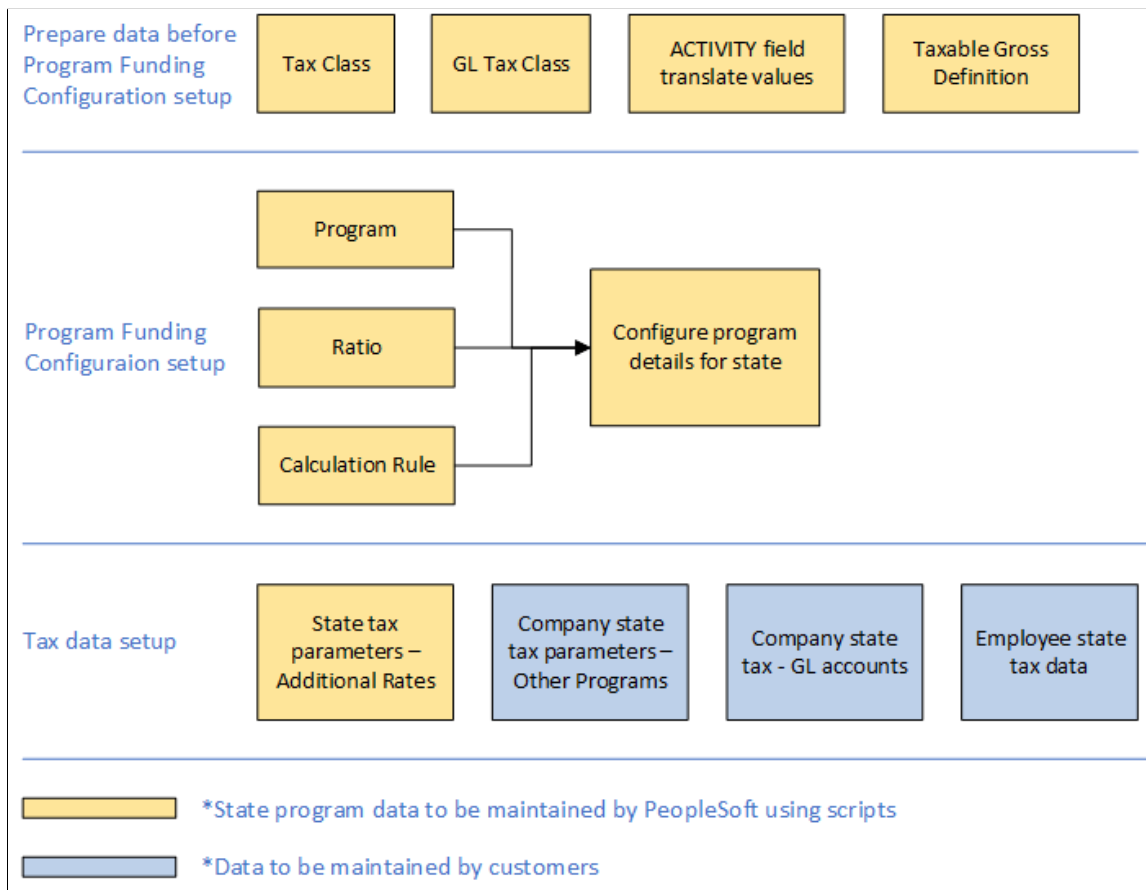 Prepare data before
Program Funding
Configuration setup
Tax Class
GL Tax Class
ACTIVITY field
translate values
Taxable Gross
Definition
Program Funding
Configuraion setup
Program
Ratio
Calculation Rule
Configure program
details for state
Tax data setup
State tax
parameters –
Additional Rates
Company state
tax parameters –
Other Programs
Company state
tax - GL accounts
Employee state
tax data
*State program data to be maintained by PeopleSoft using scripts
*Data to be maintained by customers